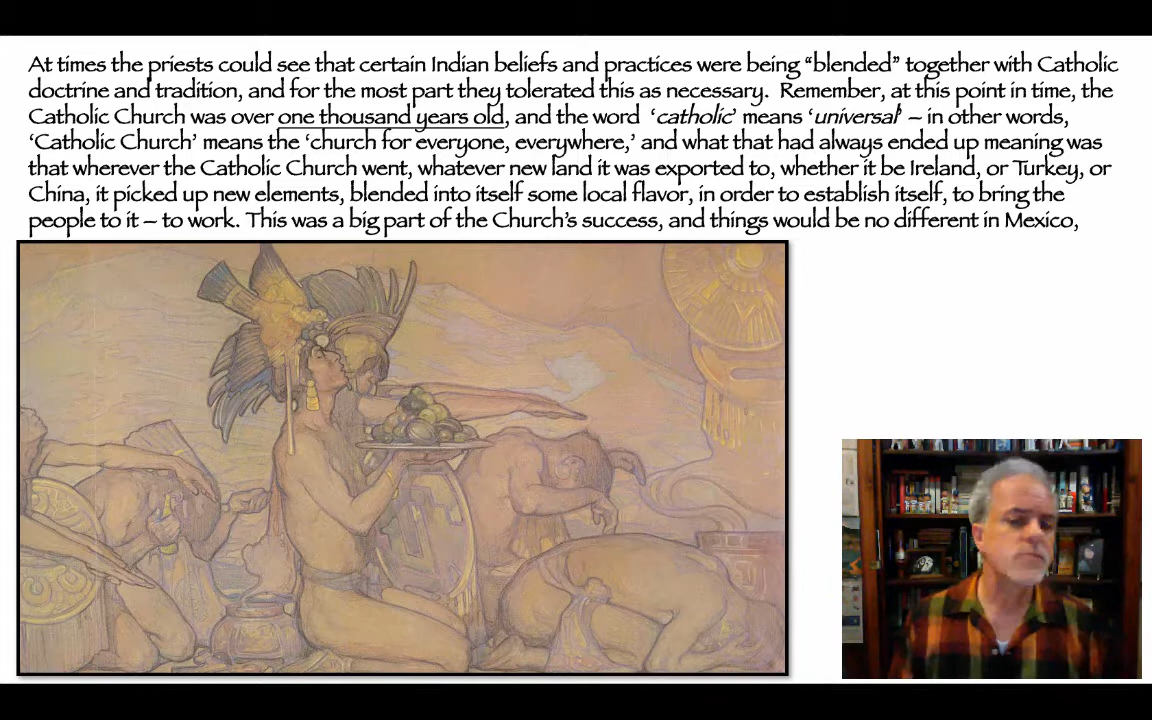 At times the priests could see that certain Indian beliefs and practices were being “blended” together with Catholic
doctrine and tradition, and for the most part they tolerated this as necessary.  Remember, at this point in time, the
Catholic Church was over one thousand years old, and the word ‘catholic’ means ‘universal’ – in other words,
‘Catholic Church’ means the ‘church for everyone, everywhere,’ and what that had always ended up meaning was
that wherever the Catholic Church went, whatever new land it was exported to, whether it be Ireland, or Turkey, or
China, it picked up new elements, blended into itself some local flavor, in order to establish itself, to bring the
people to it – to work. This was a big part of the Church’s success, and things would be no different in Mexico,